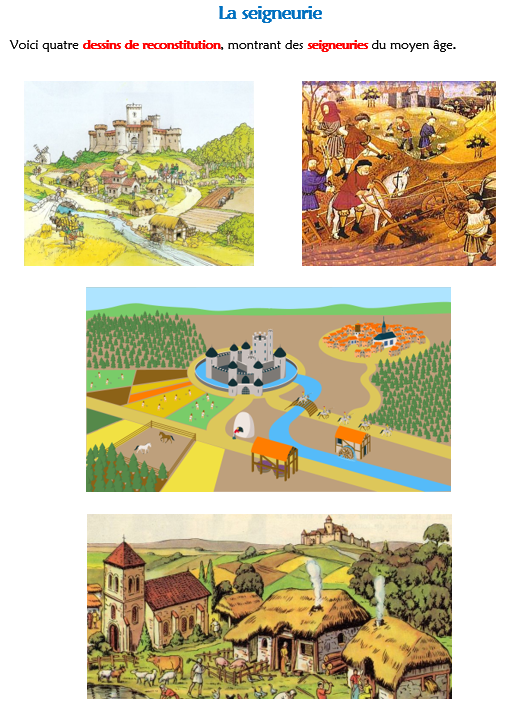 La seigneurie
Voici quatre dessins de reconstitution, montrant des seigneuries du moyen âge.